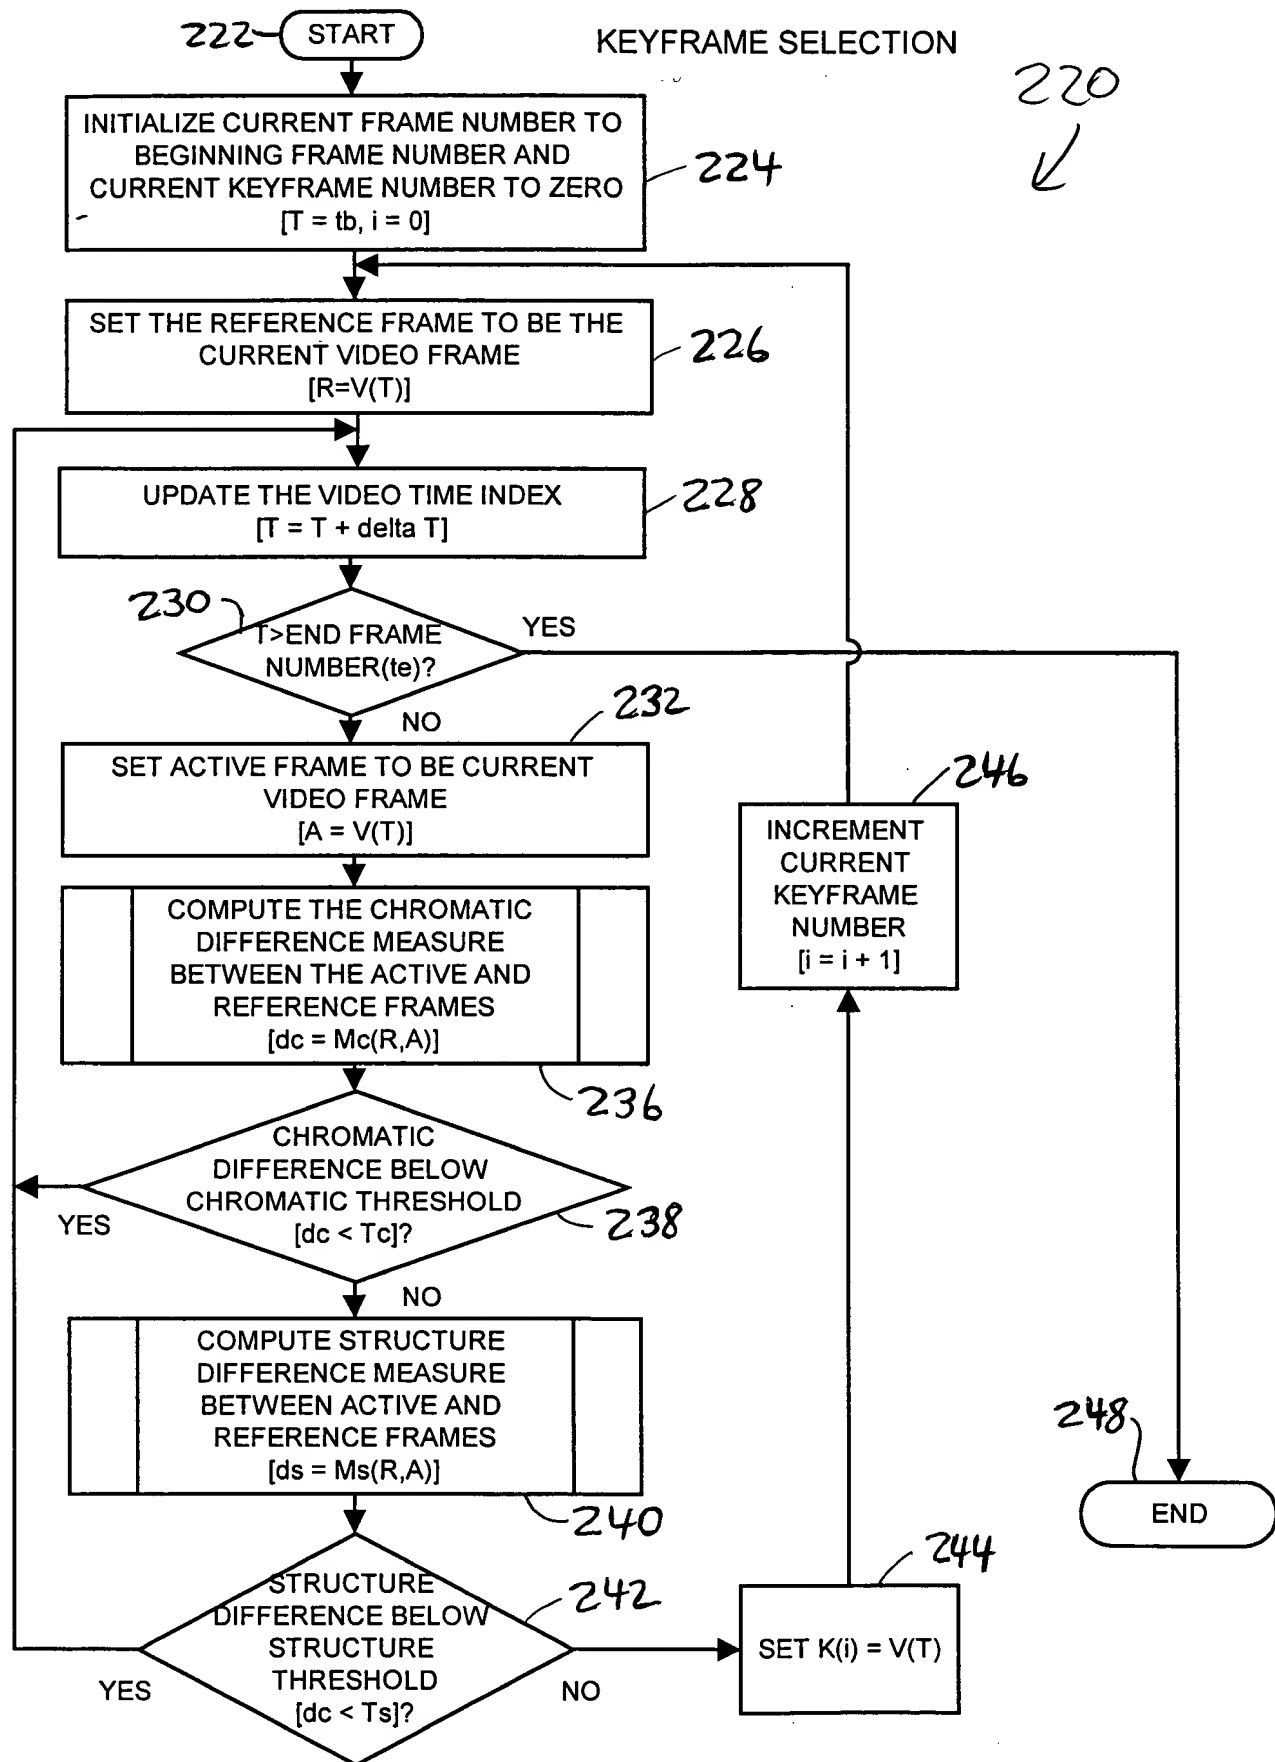 222
START
KEYFRAME SELECTION
220
INITIALIZE CURRENT FRAME NUMBER TO
BEGINNING FRAME NUMBER AND
CURRENT KEYFRAME NUMBER TO ZERO
[T = tb, i = 0]
224
SET THE REFERENCE FRAME TO BE THE
CURRENT VIDEO FRAME
[R=V(T)]
226
UPDATE THE VIDEO TIME INDEX
[T = T + delta T]
228
230
T>END FRAME
NUMBER(te)?
YES
NO
232
SET ACTIVE FRAME TO BE CURRENT
VIDEO FRAME
[A = V(T)]
246
INCREMENT
CURRENT
KEYFRAME
NUMBER
[i = i + 1]
COMPUTE THE CHROMATIC
DIFFERENCE MEASURE
BETWEEN THE ACTIVE AND
REFERENCE FRAMES
[dc = Mc(R,A)]
236
CHROMATIC
DIFFERENCE BELOW
CHROMATIC THRESHOLD
[dc < Tc]?
YES
238
NO
COMPUTE STRUCTURE
DIFFERENCE MEASURE
BETWEEN ACTIVE AND
REFERENCE FRAMES
[ds = Ms(R,A)]
240
248
END
STRUCTURE
DIFFERENCE BELOW
STRUCTURE
THRESHOLD
[dc < Ts]?
242
YES
NO
244
SET K(i) = V(T)